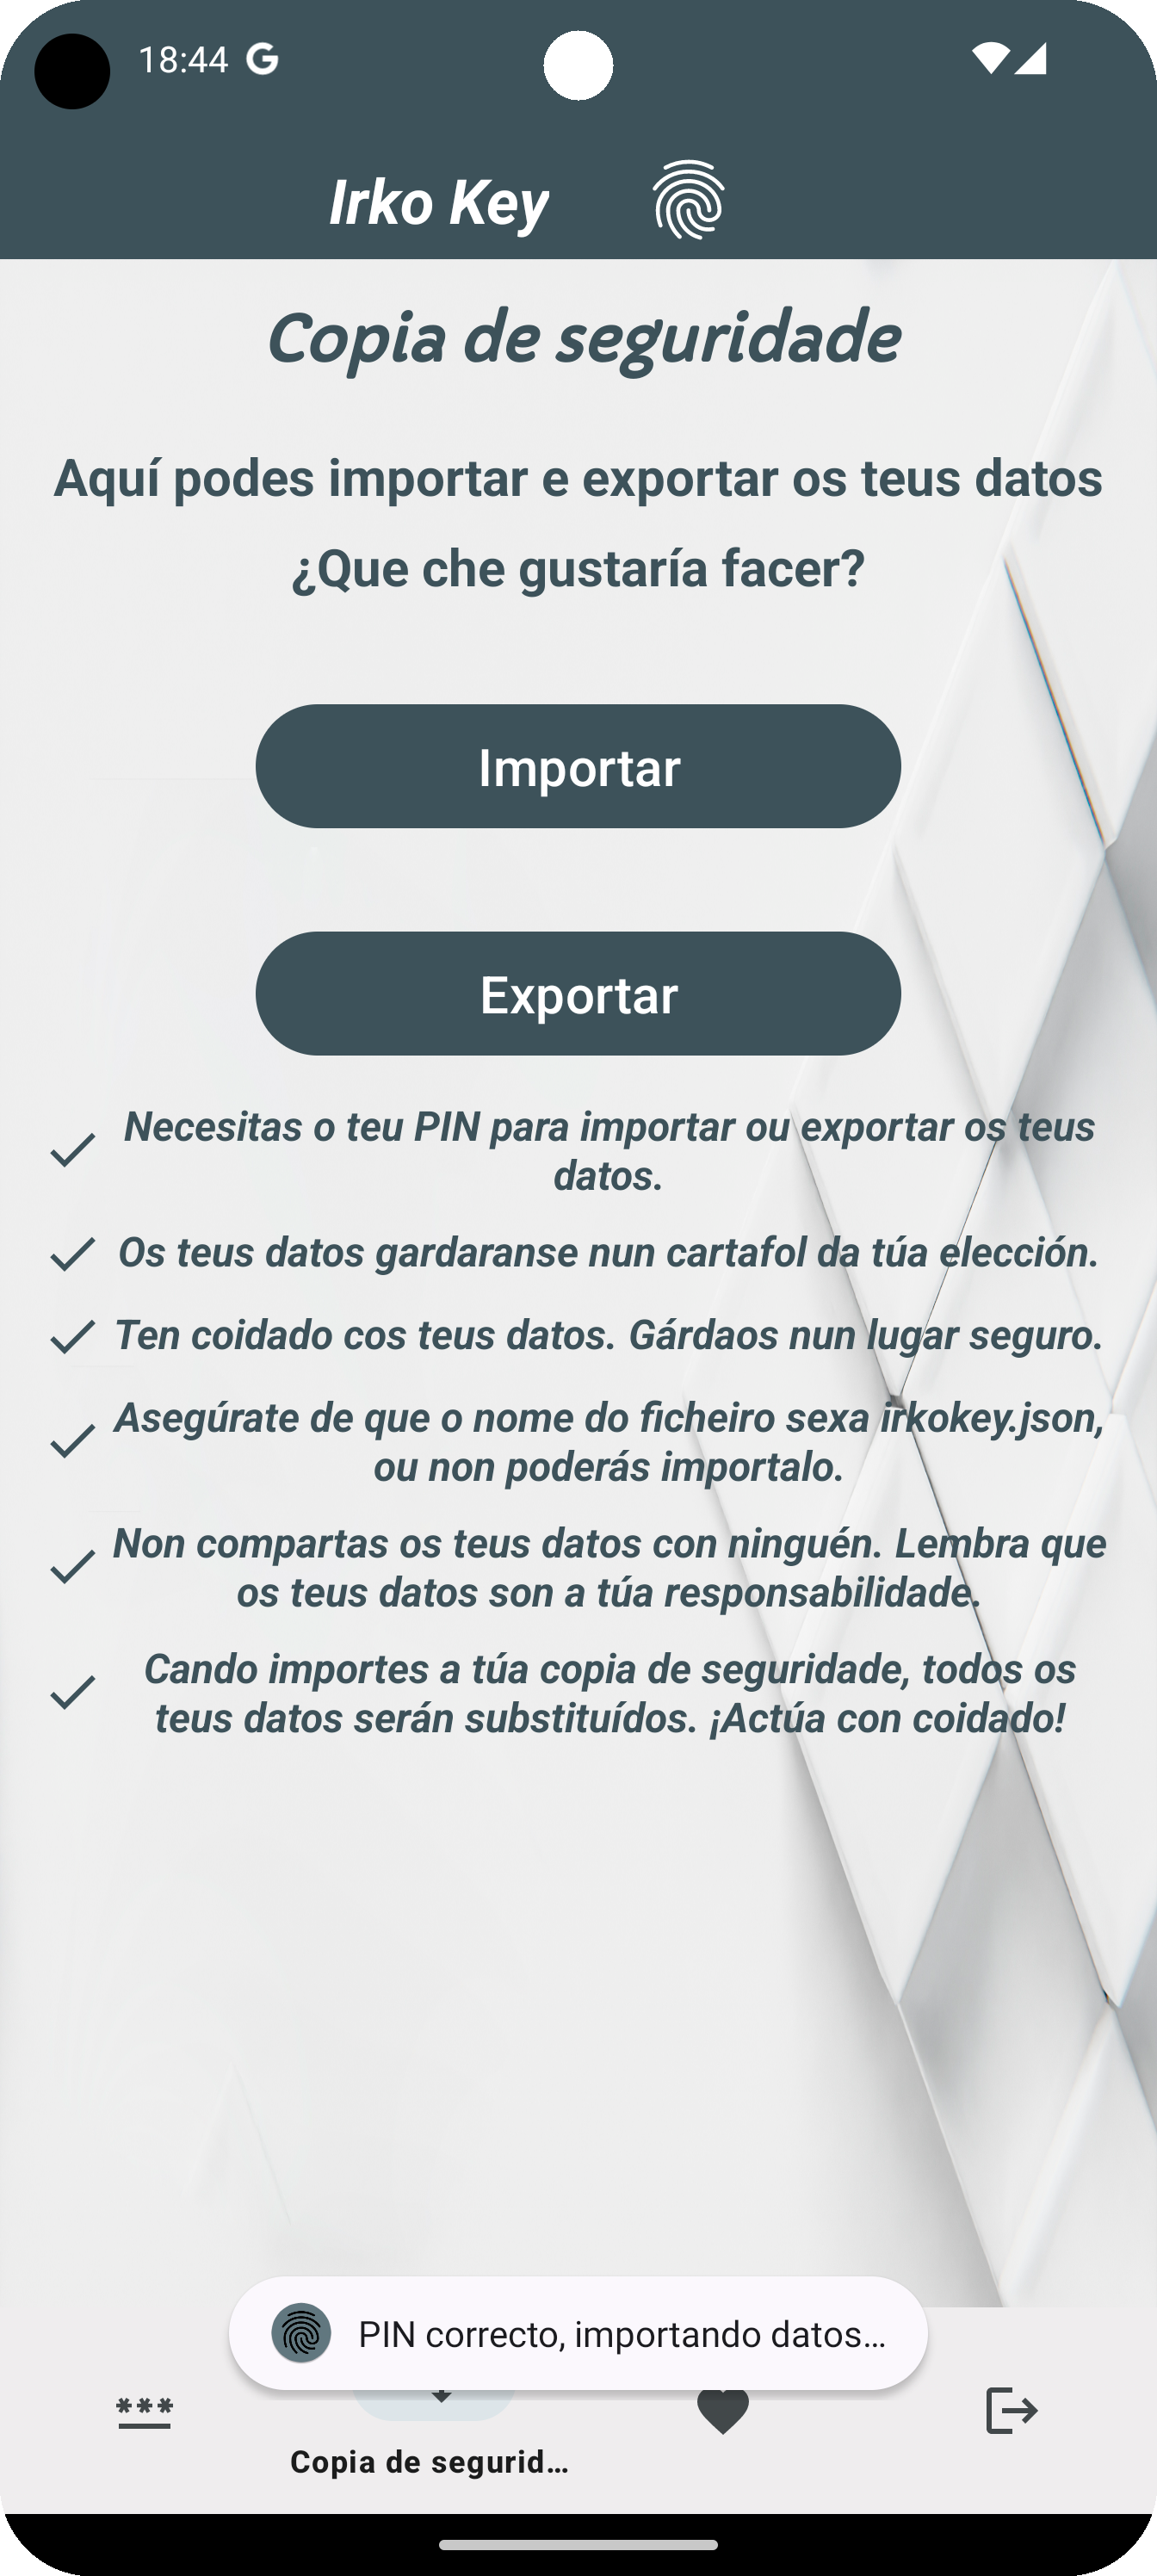 18:44
Irko Key
Copia de seguridade
Aquí podes importar e exportar os teus datos
¿Que che gustaría facer?
Importar
Exportar
Necesitas o teu PIN para importar ou exportar os teus
datos.
Os teus datos gardaranse nun cartafol da túa elección.
Ten coidado cos teus datos. Gárdaos nun lugar seguro.
Asegúrate de que o nome do ficheiro sexa irkokey.json,
ou non poderás importalo.
Non compartas os teus datos con ninguén. Lembra que
os teus datos son a túa responsabilidade.
Cando importes a túa copia de seguridade, todos os
teus datos serán substituídos. ¡Actúa con coidado!
PIN correcto, importando datos…
Copia de segurid…